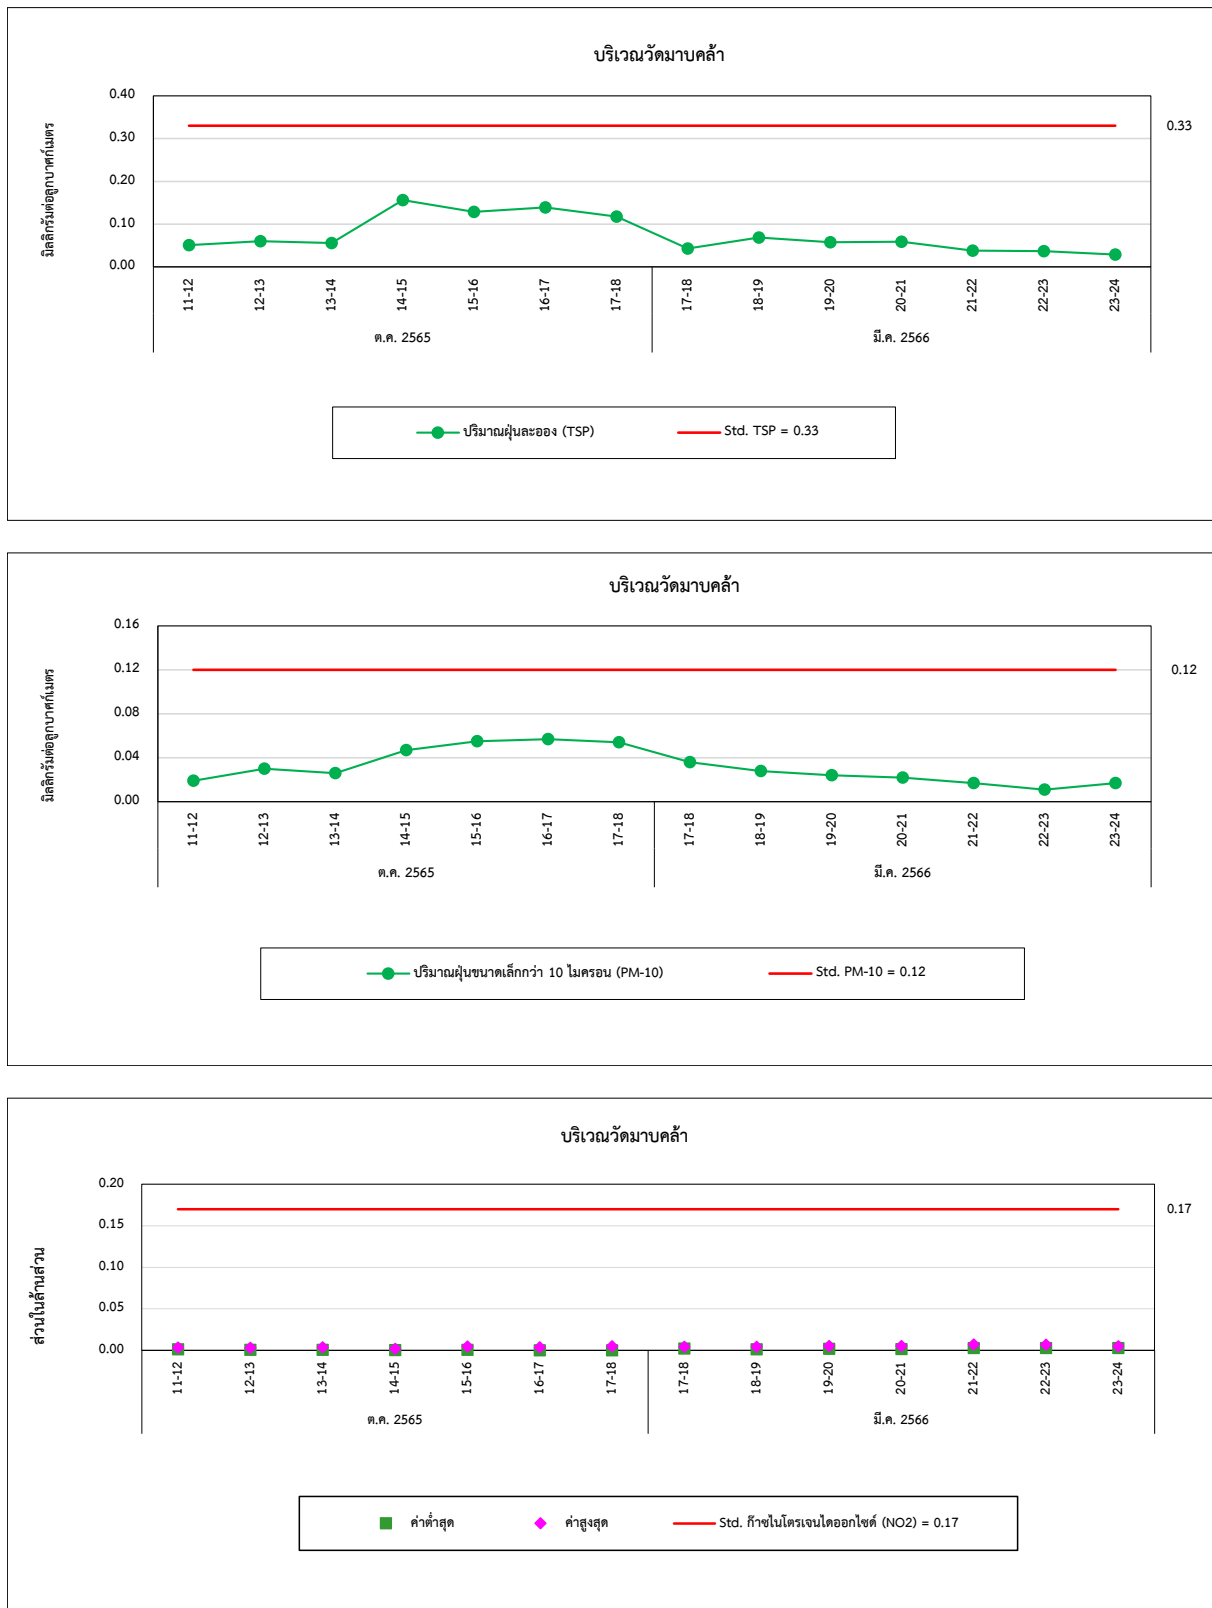 บริเวณวัดมาบคล้า
มิลลิกรัมต่อลูกบาศก์เมตร
0.40
0.30
0.20
0.10
0.00
0.33
11-12 12-13 13-14 14-15 15-16 16-17 17-18 17-18 18-19 19-20 20-21 21-22 22-23 23-24
ต.ค. 2565 มี.ค. 2566
ปริมาณฝุ่นละออง (TSP) Std. TSP = 0.33
บริเวณวัดมาบคล้า
มิลลิกรัมต่อลูกบาศก์เมตร
0.16
0.12
0.08
0.04
0.00
0.12
11-12 12-13 13-14 14-15 15-16 16-17 17-18 17-18 18-19 19-20 20-21 21-22 22-23 23-24
ต.ค. 2565 มี.ค. 2566
ปริมาณฝุ่นขนาดเล็กกว่า 10 ไมครอน (PM-10) Std. PM-10 = 0.12
บริเวณวัดมาบคล้า
ส่วนในล้านส่วน
0.20
0.15
0.10
0.05
0.00
0.17
11-12 12-13 13-14 14-15 15-16 16-17 17-18 17-18 18-19 19-20 20-21 21-22 22-23 23-24
ต.ค. 2565 มี.ค. 2566
ค่าต่ำสุด ค่าสูงสุด Std. ก๊าซไนโตรเจนไดออกไซด์ (NO2) = 0.17